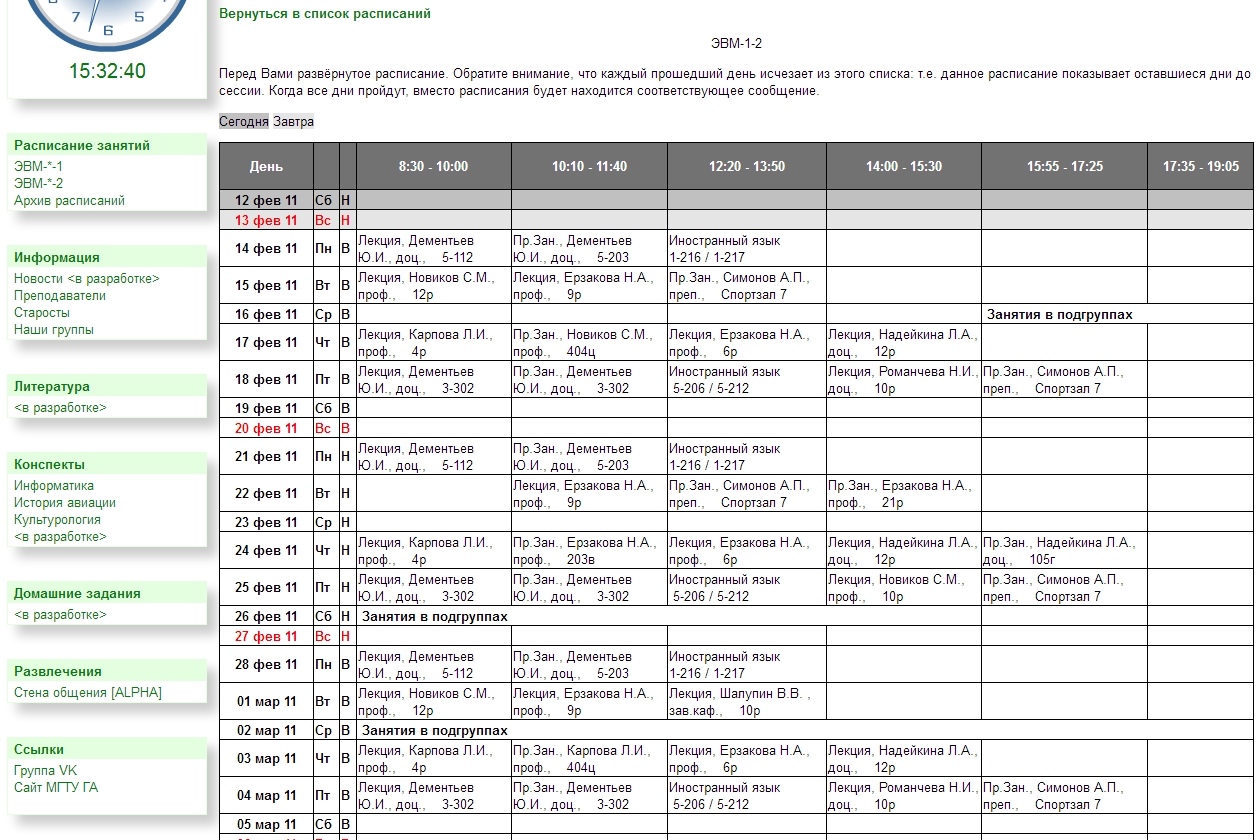 7 6 5
15:32:40
Расписание занятий
ЭВМ-*-1
ЭВМ-*-2
Архив расписаний
Информация
Новости <в разработке>
Преподаватели
Старосты
Наши группы
Литература
<в разработке>
Конспекты
Информатика
История авиации
Культурология
<в разработке>
Домашние задания
<в разработке>
Развлечения
Стена общения [ALPHA]
Ссылки
Группа VK
Сайт МГТУ ГА
Вернуться в список расписаний
ЭВМ-1-2
Перед Вами развёрнутое расписание. Обратите внимание, что каждый прошедший день исчезает из этого списка: т.е. данное расписание показывает оставшиеся дни до
сессии. Когда все дни пройдут, вместо расписания будет находится соответствующее сообщение.
Сегодня Завтра
День 8:30 - 10:00 10:10 - 11:40 12:20 - 13:50 14:00 - 15:30 15:55 - 17:25 17:35 - 19:05
12 фев 11 Сб Н
13 фев 11 Вс Н
14 фев 11 Пн В
Лекция, Дементьев Пр.Зан., Дементьев Иностранный язык
Ю.И., доц., 5-112 Ю.И., доц., 5-203 1-216 / 1-217
15 фев 11 Вт В
Лекция, Новиков С.М., Лекция, Ерзакова Н.А., Пр.Зан., Симонов А.П.,
проф., 12р проф., 9р преп., Спортзал 7
16 фев 11 Ср В Занятия в подгруппах
17 фев 11 Чт В
Лекция, Карпова Л.И., Пр.Зан., Новиков С.М., Лекция, Ерзакова Н.А., Лекция, Надейкина Л.А.,
проф., 4р проф., 404ц проф., 6р доц., 12р
18 фев 11 Пт В
Лекция, Дементьев Пр.Зан., Дементьев Иностранный язык Лекция, Романчева Н.И., Пр.Зан., Симонов А.П.,
Ю.И., доц., 3-302 Ю.И., доц., 3-302 5-206 / 5-212 доц., 10р преп., Спортзал 7
19 фев 11 Сб В
20 фев 11 Вс В
21 фев 11 Пн Н
Лекция, Дементьев Пр.Зан., Дементьев Иностранный язык
Ю.И., доц., 5-112 Ю.И., доц., 5-203 1-216 / 1-217
22 фев 11 Вт Н
Лекция, Ерзакова Н.А., Пр.Зан., Симонов А.П., Пр.Зан., Ерзакова Н.А.,
проф., 9р преп., Спортзал 7 проф., 21р
23 фев 11 Ср Н
24 фев 11 Чт Н
Лекция, Карпова Л.И., Пр.Зан., Ерзакова Н.А., Лекция, Ерзакова Н.А., Лекция, Надейкина Л.А., Пр.Зан., Надейкина Л.А.,
проф., 4р проф., 203в проф., 6р доц., 12р доц., 105г
25 фев 11 Пт Н
Лекция, Дементьев Пр.Зан., Дементьев Иностранный язык Лекция, Новиков С.М., Пр.Зан., Симонов А.П.,
Ю.И., доц., 3-302 Ю.И., доц., 3-302 5-206 / 5-212 проф., 10р преп., Спортзал 7
26 фев 11 Сб Н Занятия в подгруппах
27 фев 11 Вс Н
28 фев 11 Пн В
Лекция, Дементьев Пр.Зан., Дементьев Иностранный язык
Ю.И., доц., 5-112 Ю.И., доц., 5-203 1-216 / 1-217
01 мар 11 Вт В
Лекция, Новиков С.М., Лекция, Ерзакова Н.А., Лекция, Шалупин В.В. ,
проф., 12р проф., 9р зав.каф., 10р
02 мар 11 Ср В Занятия в подгруппах
03 мар 11 Чт В
Лекция, Карпова Л.И., Пр.Зан., Карпова Л.И., Лекция, Ерзакова Н.А., Лекция, Надейкина Л.А.,
проф., 4р проф., 404ц проф., 6р доц., 12р
04 мар 11 Пт В
Лекция, Дементьев Пр.Зан., Дементьев Иностранный язык Лекция, Романчева Н.И., Пр.Зан., Симонов А.П.,
Ю.И., доц., 3-302 Ю.И., доц., 3-302 5-206 / 5-212 доц., 10р преп., Спортзал 7
05 мар 11 Сб В